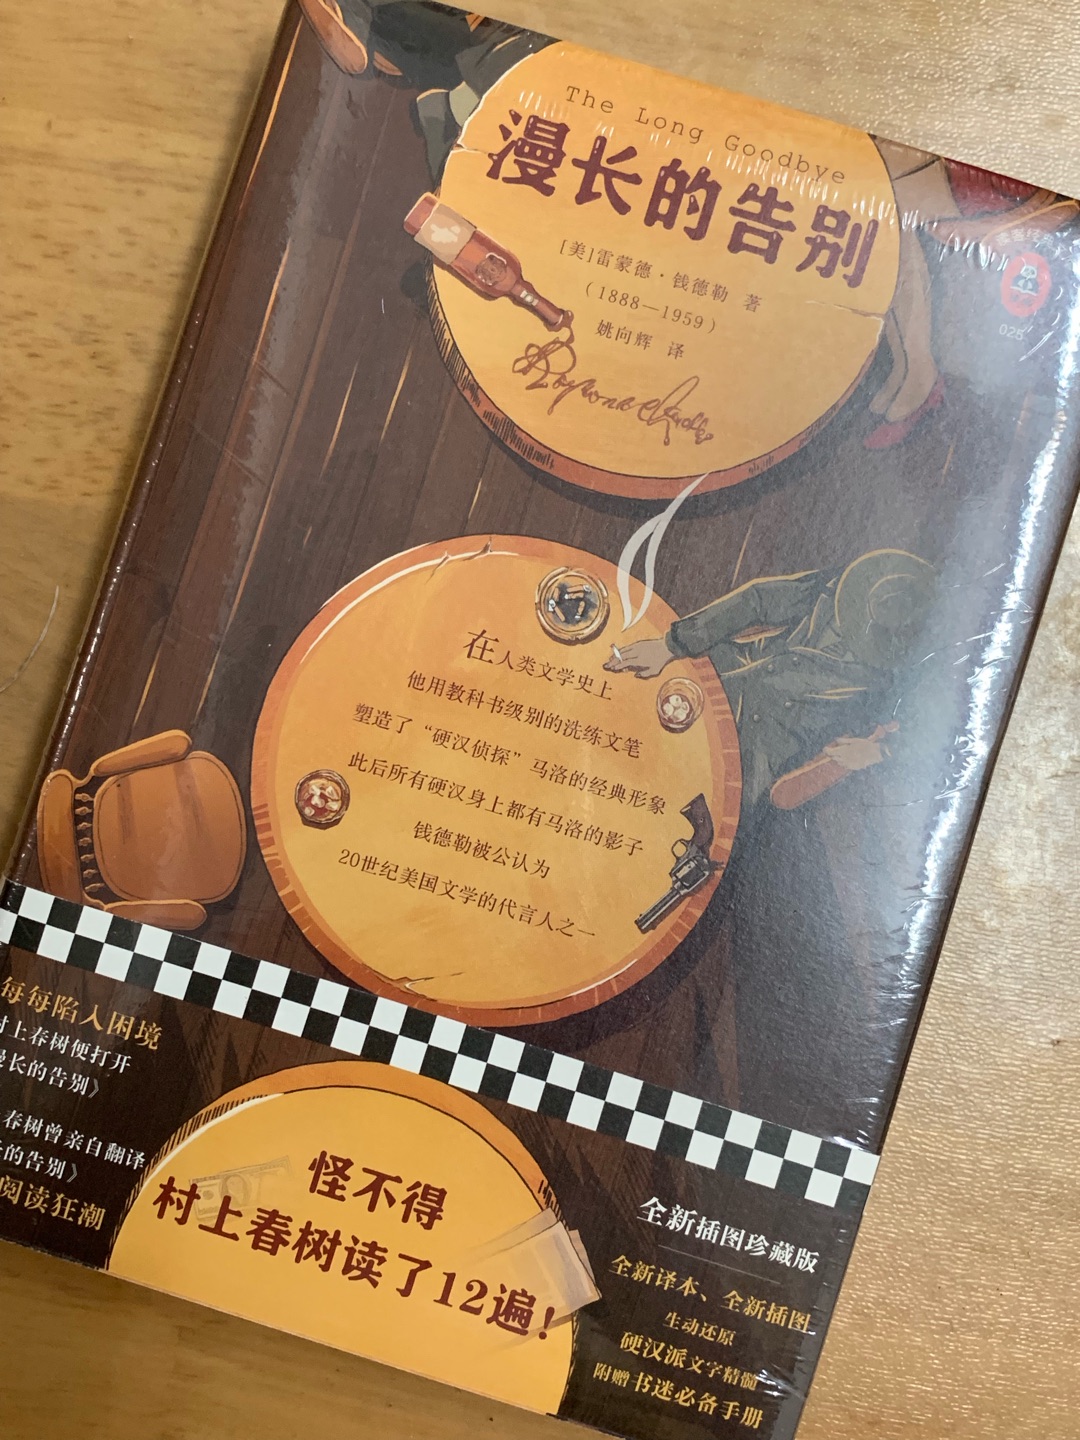 The Long Goodbye
漫长的告别
[美]雷蒙德·钱德勒 著
(1888—1959)
姚向辉 译
读客经典
025
在人类文学史上
他用教科书级别的洗练文笔
塑造了“硬汉侦探”马洛的经典形象
此后所有硬汉身上都有马洛的影子
钱德勒被公认为
20世纪美国文学的代言人之一
每每陷入困境
村上春树便打开
漫长的告别》
春树曾亲自翻译
的告别》
阅读狂潮
怪不得
村上春树读了12遍!
全新插图珍藏版
全新译本、全新插图
生动还原
硬汉派文字精髓
附赠书迷必备手册